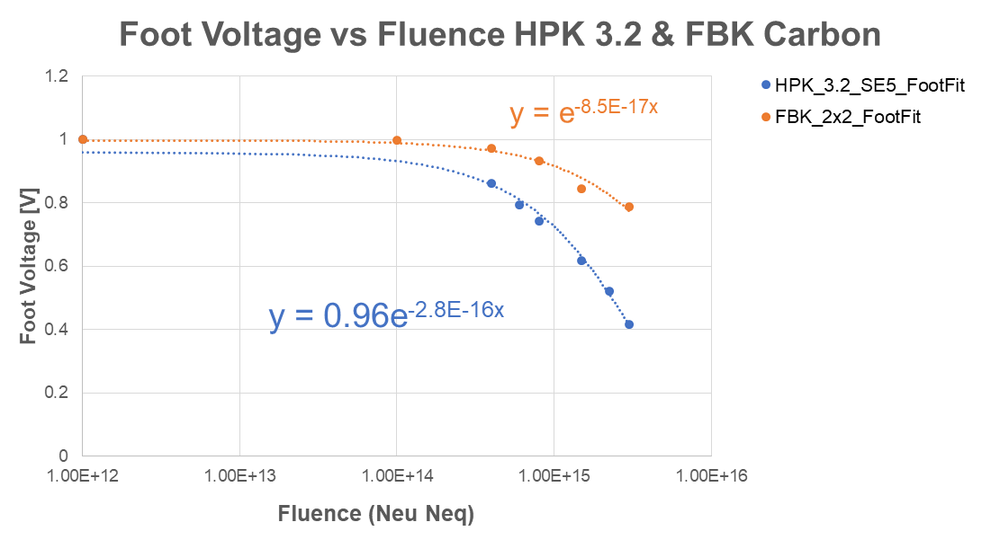 Foot Voltage vs Fluence HPK 3.2 & FBK Carbon
HPK_3.2_SE5_FootFit
FBK_2x2_FootFit
y = e-8.5E-17x
y = 0.96e-2.8E-16x
Foot Voltage [V]
1.2
1
0.8
0.6
0.4
0.2
0
1.00E+12 1.00E+13 1.00E+14 1.00E+15 1.00E+16
Fluence (Neu Neq)